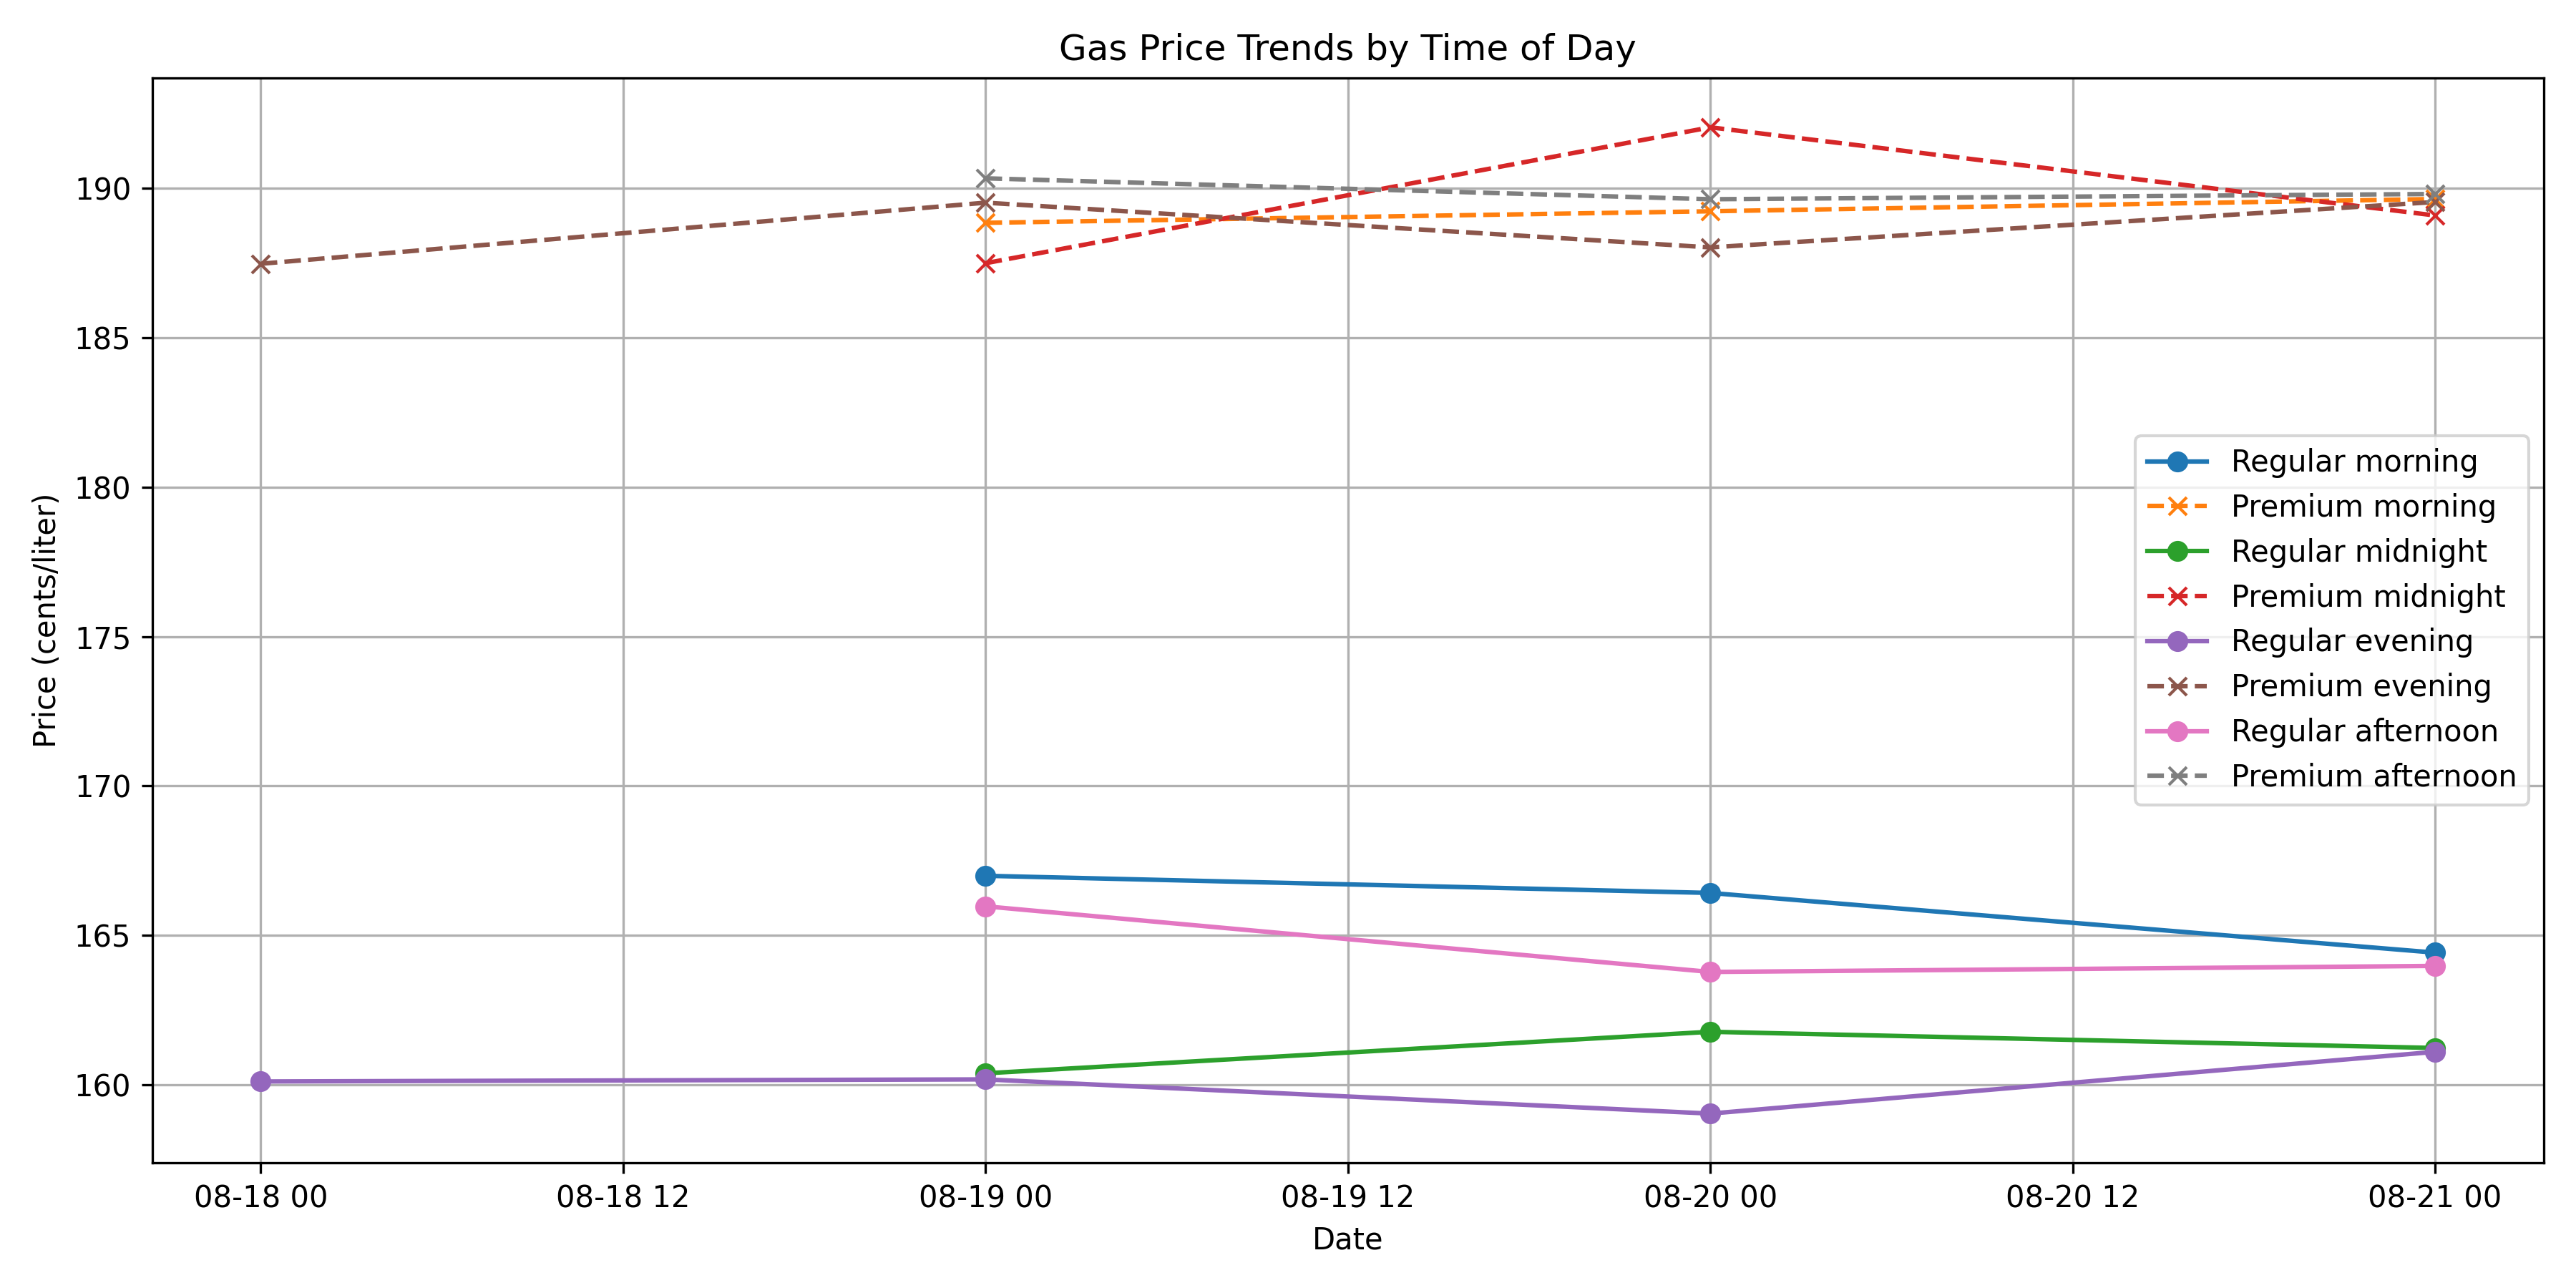 Gas Price Trends by Time of Day
Price (cents/liter)
190
185
180
175
170
165
160
Regular morning
Premium morning
Regular midnight
Premium midnight
Regular evening
Premium evening
Regular afternoon
Premium afternoon
08-18 00
08-18 12
08-19 00
08-19 12
08-20 00
08-20 12
08-21 00
Date